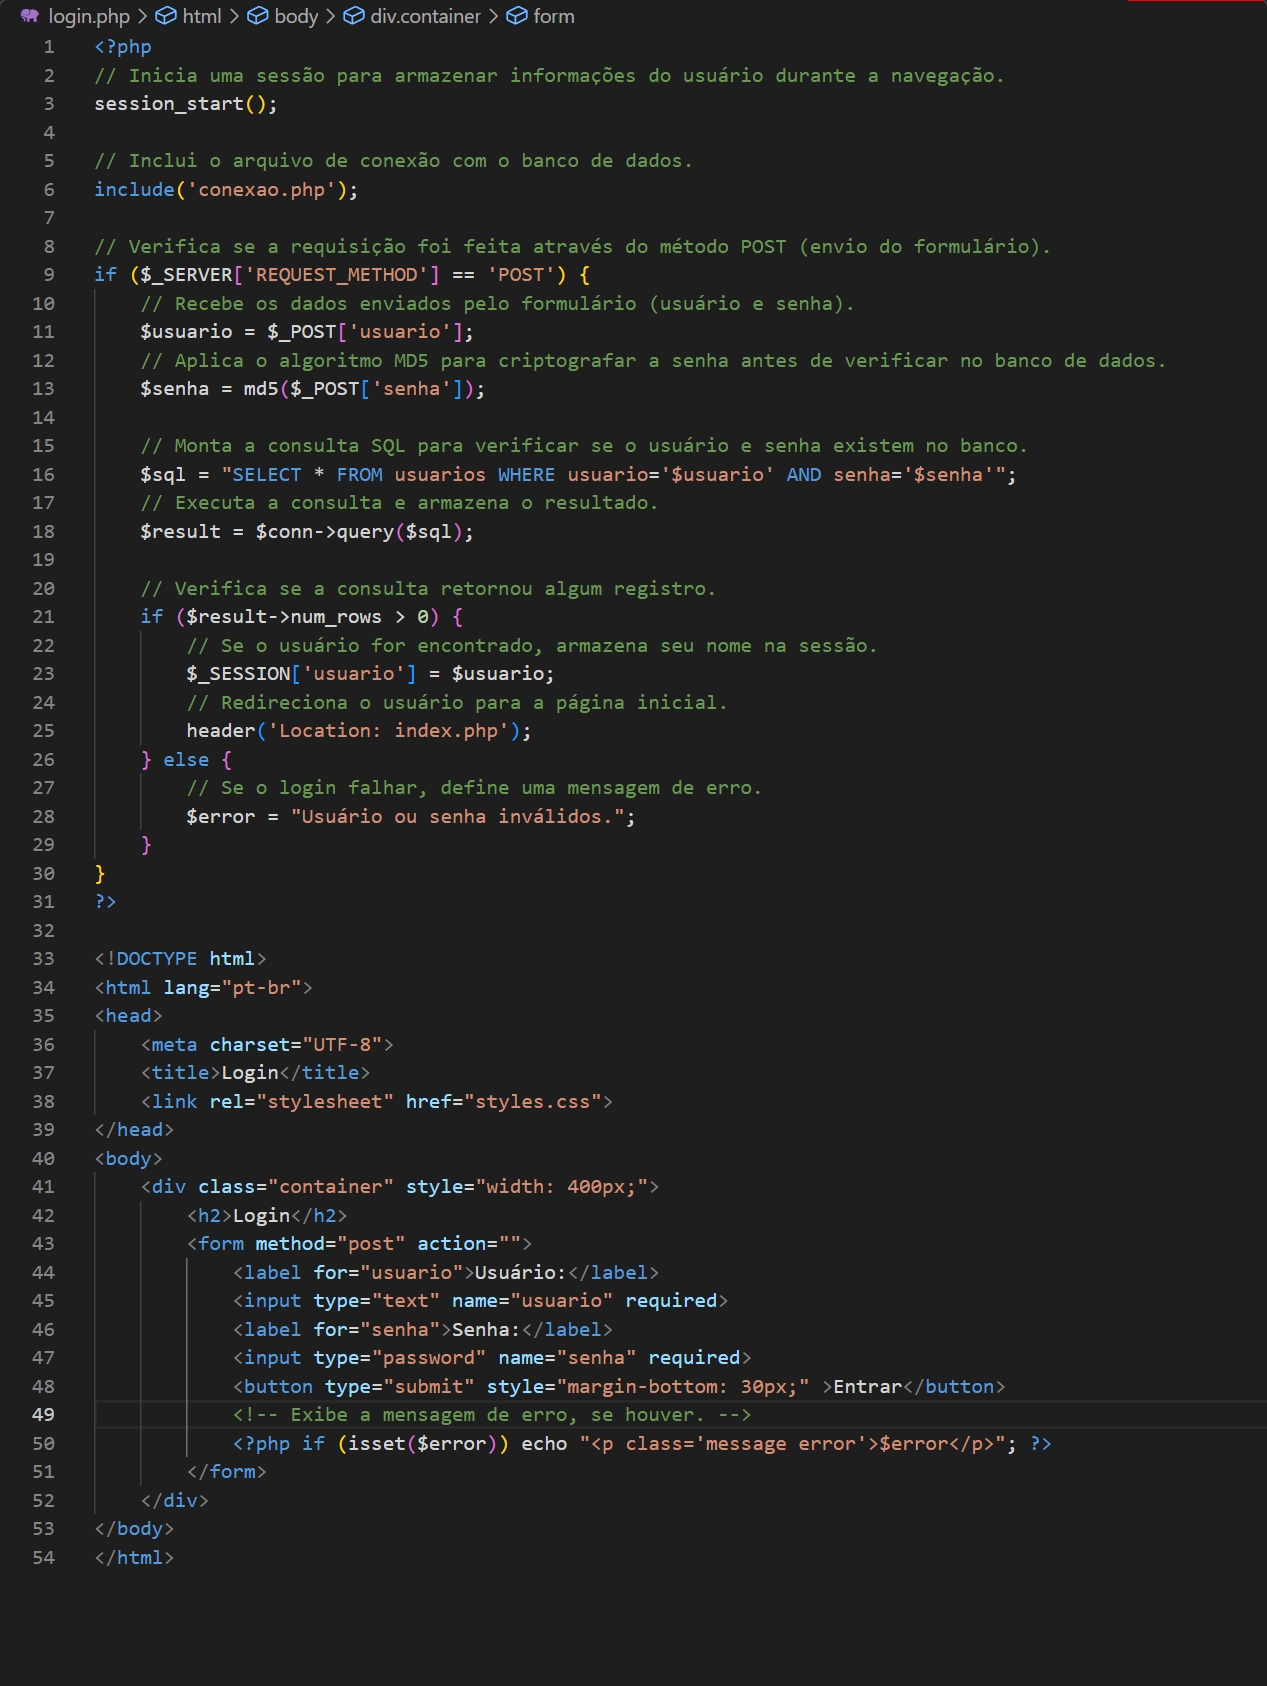 login.php > html > body > div.container > form
1 <?php
2 // Inicia uma sessão para armazenar informações do usuário durante a navegação.
3 session_start();
4
5 // Inclui o arquivo de conexão com o banco de dados.
6 include('conexao.php');
7
8 // Verifica se a requisição foi feita através do método POST (envio do formulário).
9 if ($_SERVER['REQUEST_METHOD'] == 'POST') {
10     // Recebe os dados enviados pelo formulário (usuário e senha).
11     $usuario = $_POST['usuario'];
12     // Aplica o algoritmo MD5 para criptografar a senha antes de verificar no banco de dados.
13     $senha = md5($_POST['senha']);
14
15     // Monta a consulta SQL para verificar se o usuário e senha existem no banco.
16     $sql = "SELECT * FROM usuarios WHERE usuario='$usuario' AND senha='$senha'";
17     // Executa a consulta e armazena o resultado.
18     $result = $conn->query($sql);
19
20     // Verifica se a consulta retornou algum registro.
21     if ($result->num_rows > 0) {
22         // Se o usuário for encontrado, armazena seu nome na sessão.
23         $_SESSION['usuario'] = $usuario;
24         // Redireciona o usuário para a página inicial.
25         header('Location: index.php');
26     } else {
27         // Se o login falhar, define uma mensagem de erro.
28         $error = "Usuário ou senha inválidos.";
29     }
30 }
31 ?>
32
33 <!DOCTYPE html>
34 <html lang="pt-br">
35 <head>
36     <meta charset="UTF-8">
37     <title>Login</title>
38     <link rel="stylesheet" href="styles.css">
39 </head>
40 <body>
41     <div class="container" style="width: 400px;">
42         <h2>Login</h2>
43         <form method="post" action="">
44             <label for="usuario">Usuário:</label>
45             <input type="text" name="usuario" required>
46             <label for="senha">Senha:</label>
47             <input type="password" name="senha" required>
48             <button type="submit" style="margin-bottom: 30px;" >Entrar</button>
49             <!-- Exibe a mensagem de erro, se houver. -->
50             <?php if (isset($error)) echo "<p class='message error'>$error</p>"; ?>
51         </form>
52     </div>
53 </body>
54 </html>